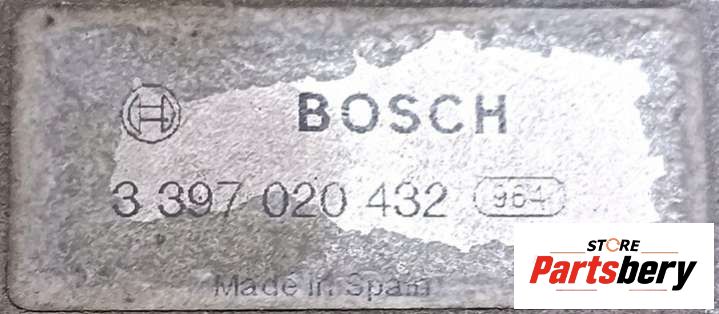 BOSCH
3 397 020 432 964
Made in Spain
STORE
Partsbery